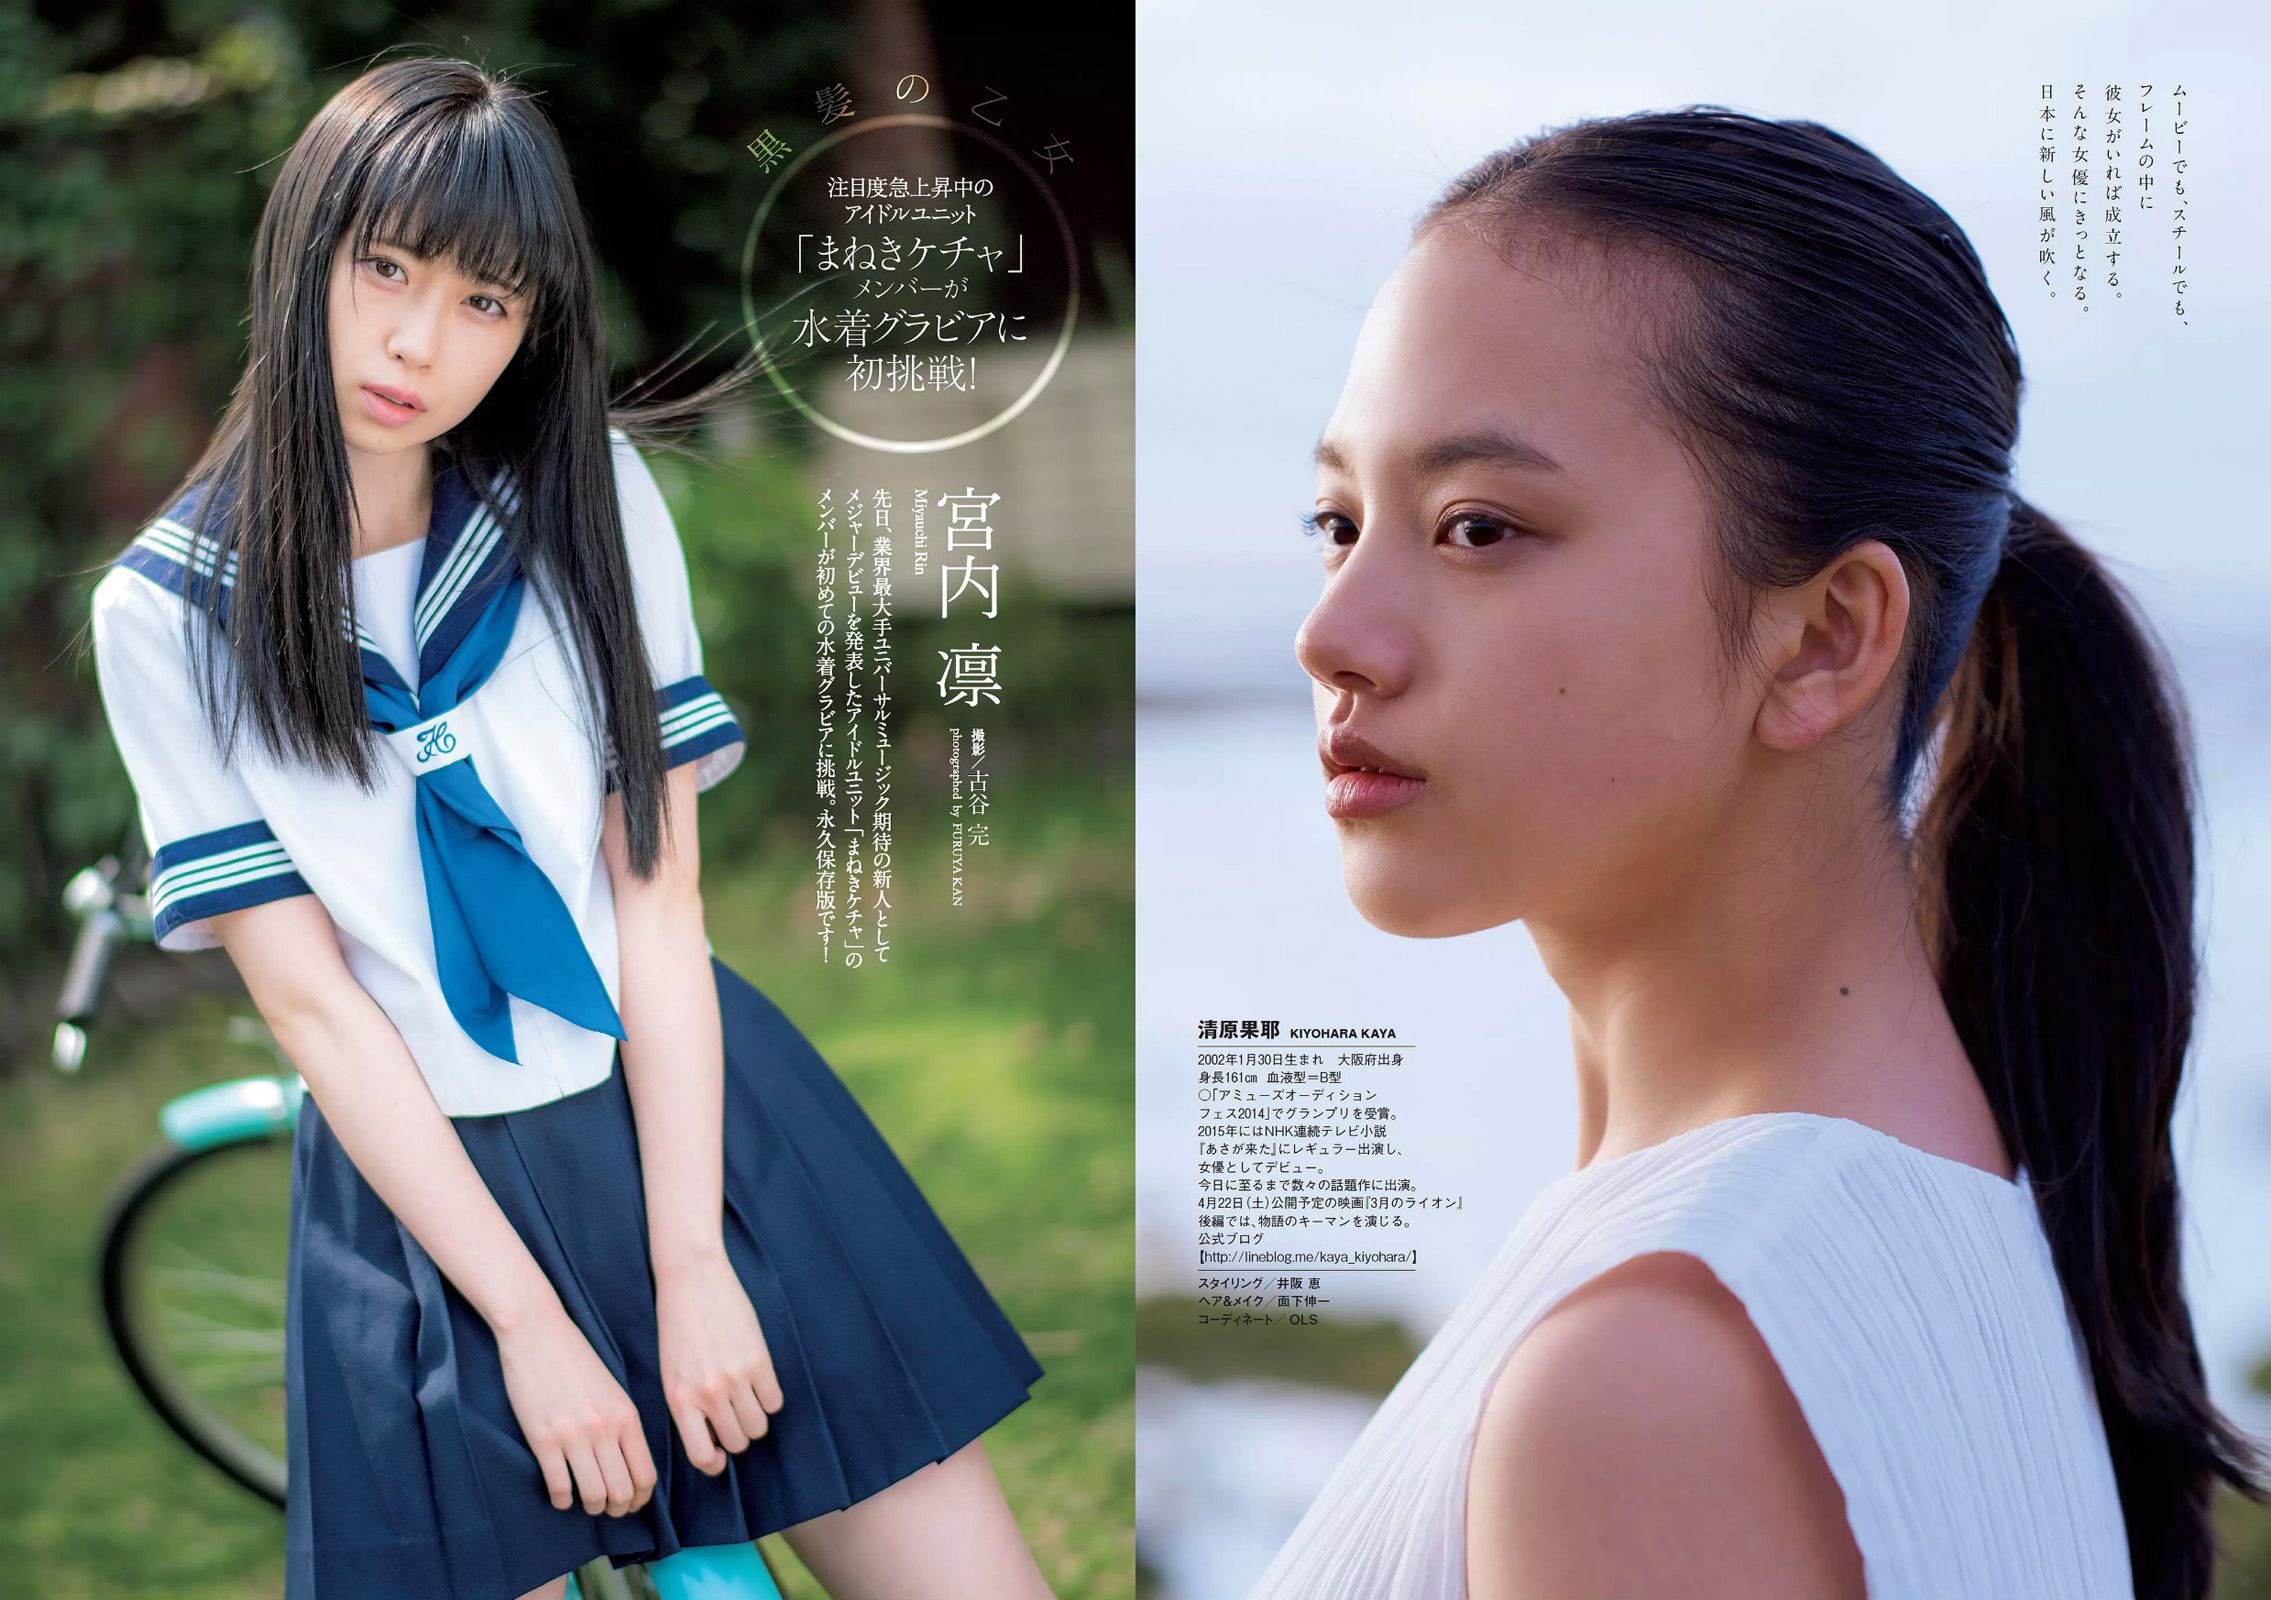 ムービーでも、スチールでも、
フレームの中に
彼女がいれば成立する。
そんな女優にきっとなる。
日本に新しい風が吹く。
清原果耶 KIYOHARA KAYA
2002年1月30日生まれ 大阪府出身
身長161cm 血液型＝B型
○「アミューズオーディション
フェス2014」でグランプリを受賞。
2015年にはNHK連続テレビ小説
『あさが来た』にレギュラー出演し、
女優としてデビュー。
今日に至るまで数々の話題作に出演。
4月22日（土）公開予定の映画『3月のライオン』
後編では、物語のキーマンを演じる。
公式ブログ
【http://lineblog.me/kaya_kiyohara/】
スタイリング／井阪 恵
ヘア&メイク／面下伸一
コーディネート／OLS
黒髪の乙女
注目度急上昇中の
アイドルユニット
「まねきケチャ」
メンバーが
水着グラビアに
初挑戦！
宮内 凛
Miyauchi Rin
撮影／古谷 完
photographed by FURUYA KAN
先日、業界最大手ユニバーサルミュージック期待の新人として
メジャーデビューを発表したアイドルユニット「まねきケチャ」の
メンバーが初めての水着グラビアに挑戦。永久保存版です！
H